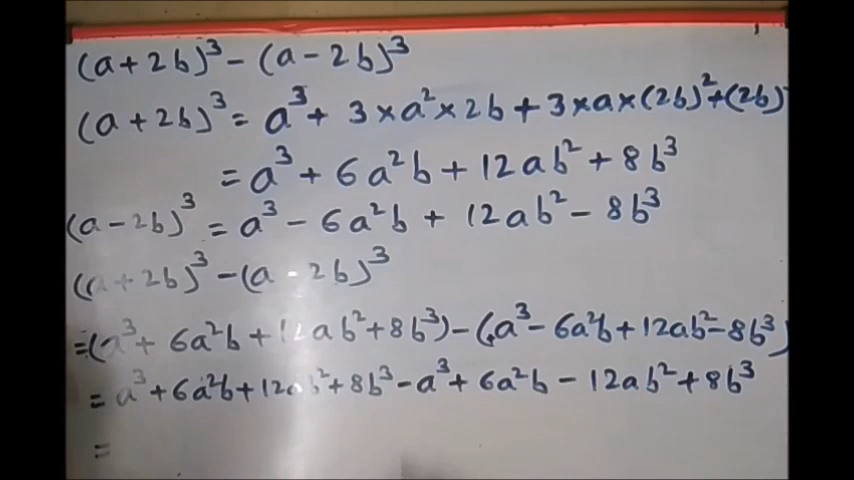 (a+2b)³-(a-2b)³
(a+2b)³=a³+3×a²×2b+3×a×(2b)²+(2b)
=a³+6a²b+12ab²+8b³
(a-2b)³=a³-6a²b+12ab²-8b³
(a+2b)³-(a-2b)³
=(a³+6a²b+12ab²+8b³)-(a³-6a²b+12ab²-8b³)
=a³+6a²b+12ab²+8b³-a³+6a²b-12ab²+8b³
=